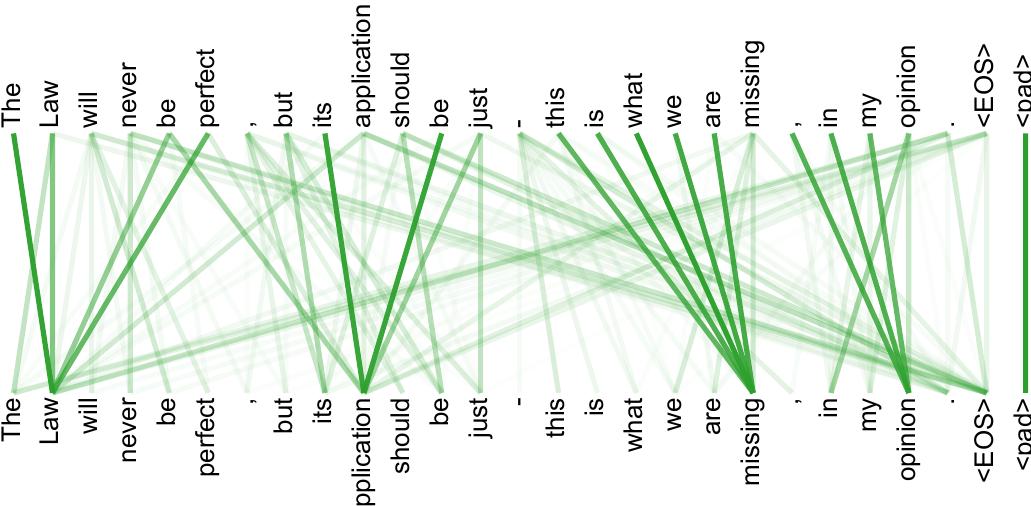 The Law will never be perfect , but its application should be just - this is what we are missing , in my opinion . <EOS> <pad>
The Law will never be perfect , but its pplication should be just - this is what we are missing , in my opinion . <EOS> <pad>